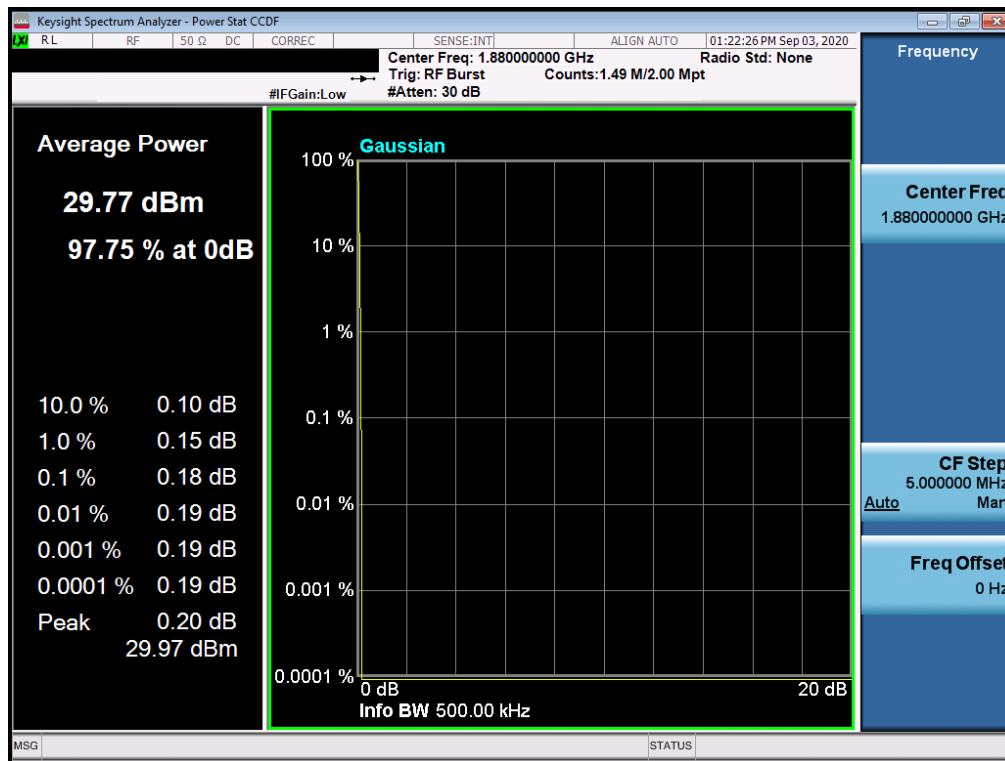 Keysight Spectrum Analyzer - Power Stat CCDF
LXI RL RF 50 Ω DC CORREC SENSE:INT ALIGN AUTO 01:22:26 PM Sep 03, 2020
Center Freq: 1.880000000 GHz Radio Std: None
Trig: RF Burst Counts:1.49 M/2.00 Mpt
#IFGain:Low #Atten: 30 dB
Average Power
29.77 dBm
97.75 % at 0dB
10.0 % 0.10 dB
1.0 % 0.15 dB
0.1 % 0.18 dB
0.01 % 0.19 dB
0.001 % 0.19 dB
0.0001 % 0.19 dB
Peak 0.20 dB
29.97 dBm
Gaussian
100 %
10 %
1 %
0.1 %
0.01 %
0.001 %
0.0001 %
0 dB 20 dB
Info BW 500.00 kHz
Frequency
Center Freq
1.880000000 GHz
CF Step
5.000000 MHz
Auto Man
Freq Offset
0 Hz
MSG STATUS